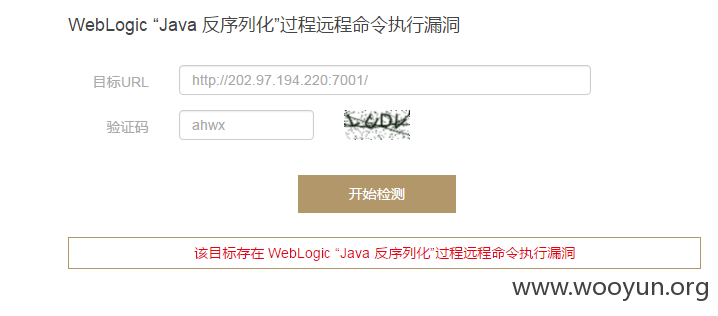 WebLogic “Java 反序列化”过程远程命令执行漏洞
目标URL http://202.97.194.220:7001/
验证码 ahwx
开始检测
该目标存在 WebLogic “Java 反序列化”过程远程命令执行漏洞
www.wooyun.org